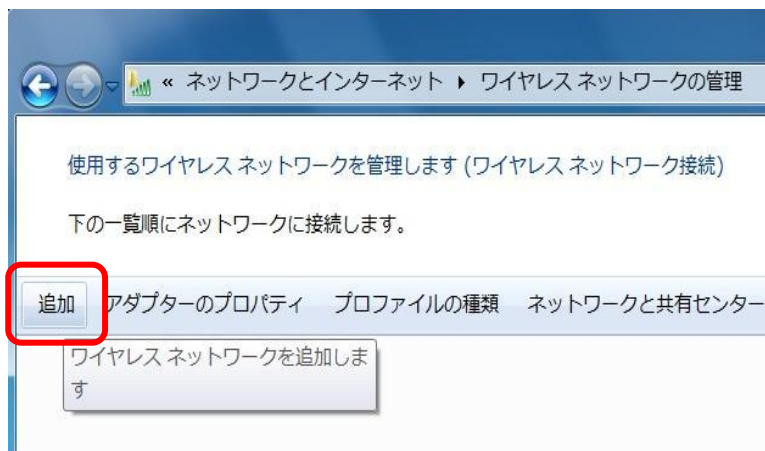 « ネットワークとインターネット ▸ ワイヤレス ネットワークの管理
使用するワイヤレス ネットワークを管理します (ワイヤレス ネットワーク接続)
下の一覧順にネットワークに接続します。
追加 アダプターのプロパティ プロファイルの種類 ネットワークと共有センター
ワイヤレス ネットワークを追加しま
す